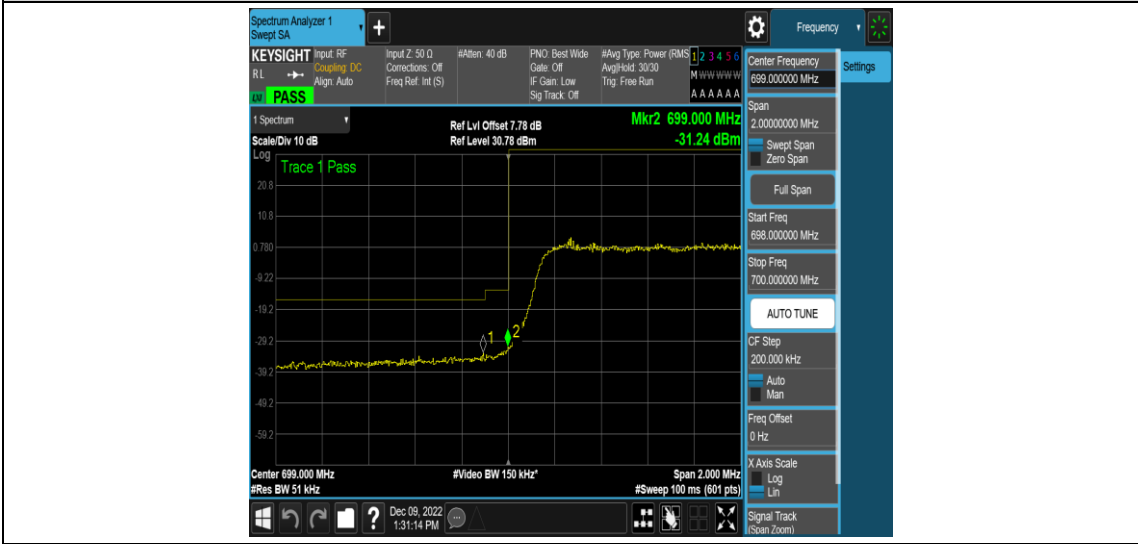 Spectrum Analyzer 1
Swept SA
+
Frequency
KEYSIGHT
RL
PASS
Input: RF
Coupling: DC
Align: Auto
Input Z: 50 Ω
Corrections: Off
Freq Ref: Int (S)
#Atten: 40 dB
PNO: Best Wide
Gate: Off
IF Gain: Low
Sig Track: Off
#Avg Type: Power (RMS
Avg|Hold: 30/30
Trig: Free Run
1 2 3 4 5 6
M W W W W W
A A A A A A
1 Spectrum
Scale/Div 10 dB
Ref Lvl Offset 7.78 dB
Ref Level 30.78 dBm
Mkr2 699.000 MHz
-31.24 dBm
Log
Trace 1 Pass
20.8
10.8
0.780
-9.22
-19.2
-29.2
-39.2
-49.2
-59.2
1
2
Center 699.000 MHz
#Res BW 51 kHz
#Video BW 150 kHz*
Span 2.000 MHz
#Sweep 100 ms (601 pts)
?
Dec 09, 2022
1:31:14 PM
Center Frequency
699.000000 MHz
Settings
Span
2.00000000 MHz
Swept Span
Zero Span
Full Span
Start Freq
698.000000 MHz
Stop Freq
700.000000 MHz
AUTO TUNE
CF Step
200.000 kHz
Auto
Man
Freq Offset
0 Hz
X Axis Scale
Log
Lin
Signal Track
(Span Zoom)